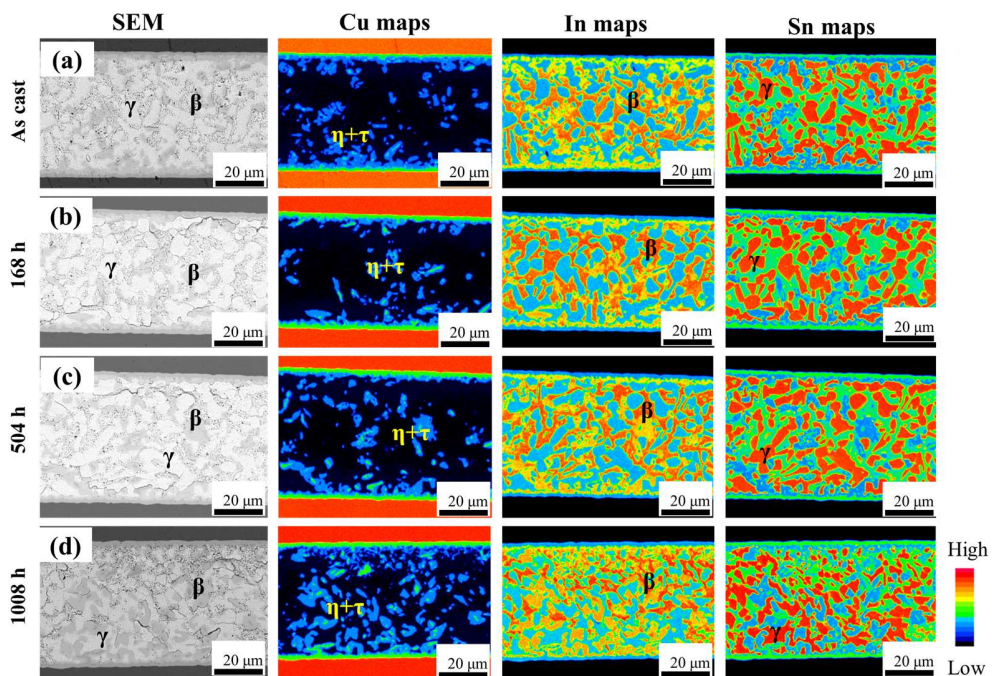 SEM Cu maps In maps Sn maps
As cast
(a) γ β η+τ β γ
20 μm 20 μm 20 μm 20 μm
168 h
(b) γ β η+τ β γ
20 μm 20 μm 20 μm 20 μm
504 h
(c) β γ η+τ β γ
20 μm 20 μm 20 μm 20 μm
1008 h
(d) β γ η+τ β γ
20 μm 20 μm 20 μm 20 μm
High
Low